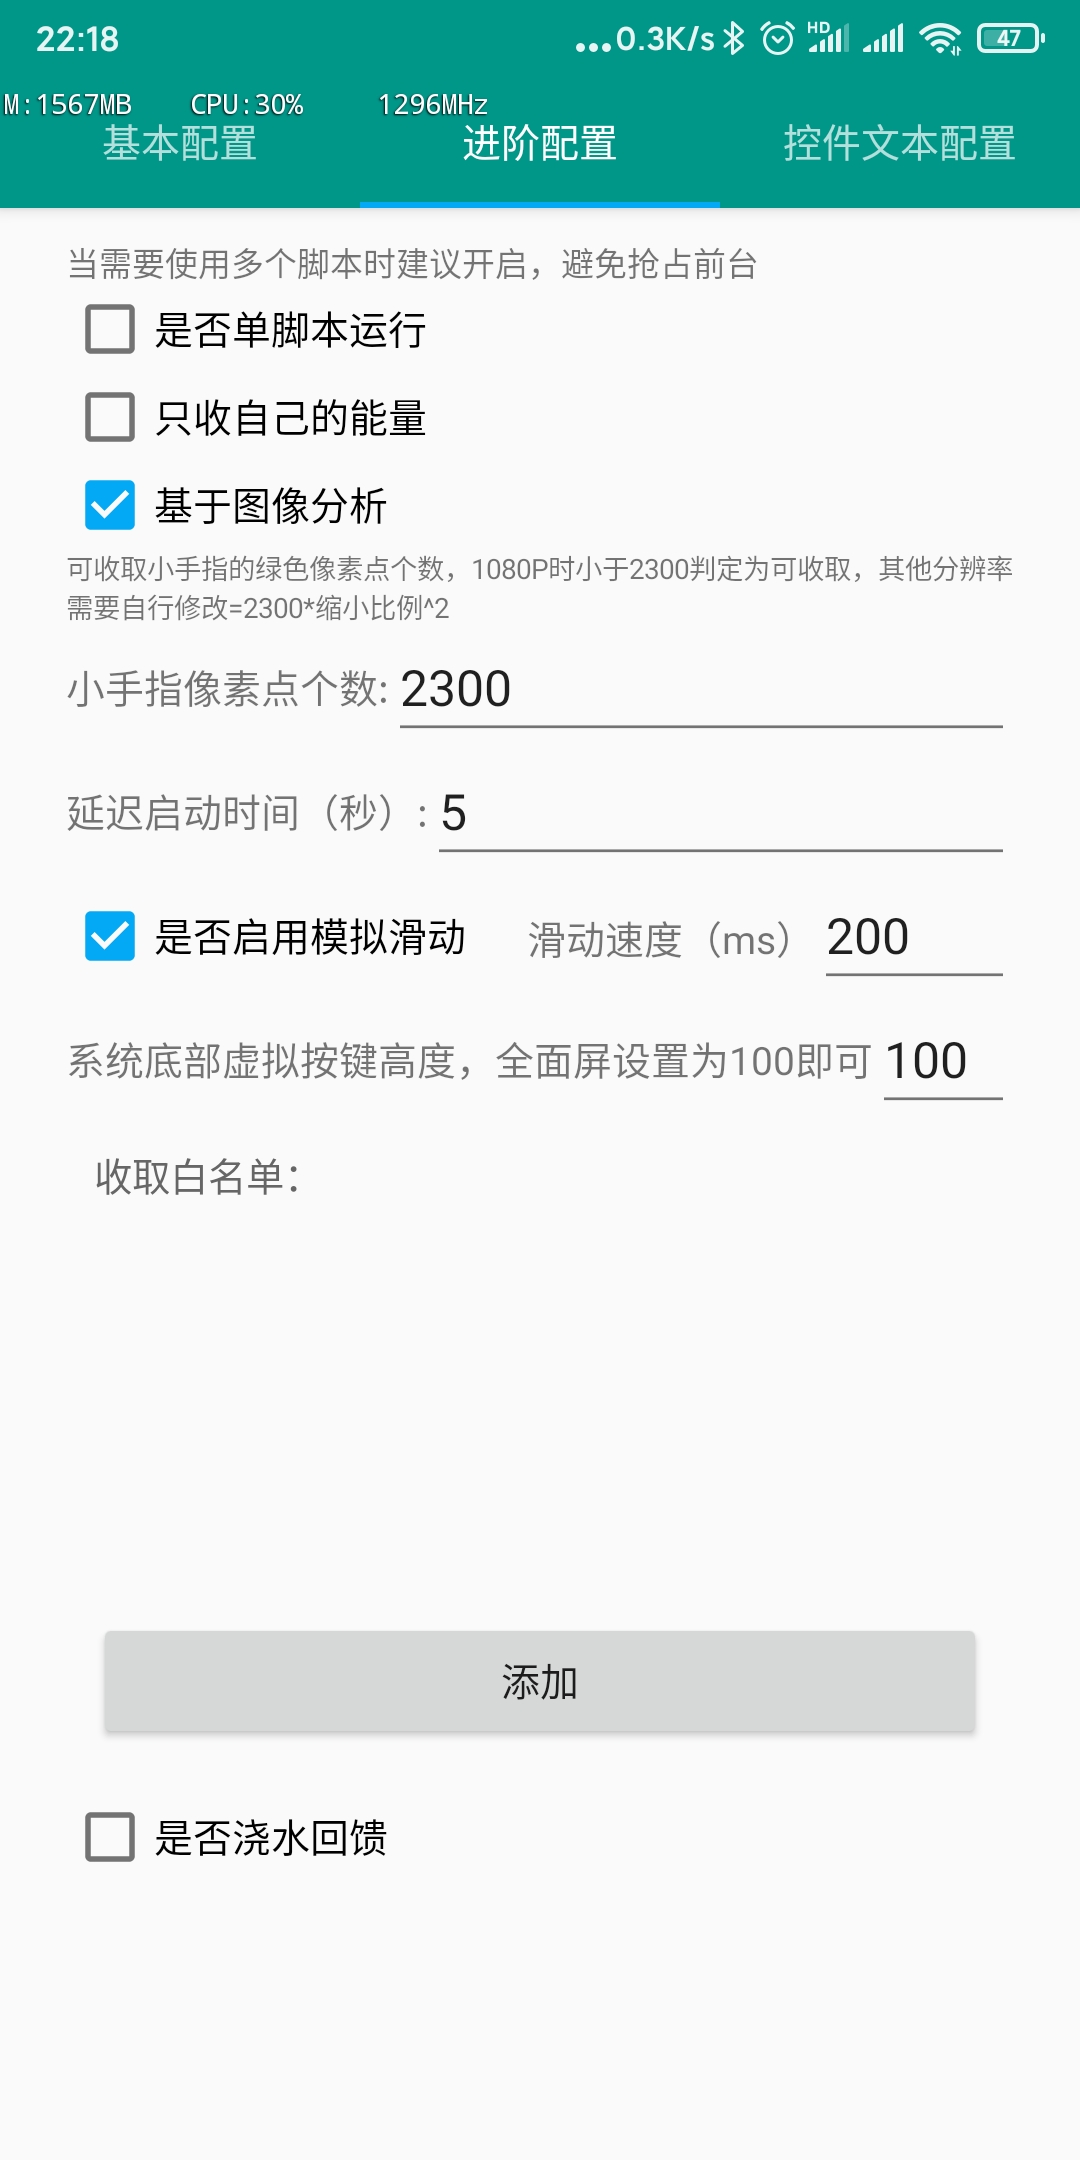 22:18
...0.3K/s
HD
47
M:1567MB CPU:30% 1296MHz
基本配置 进阶配置 控件文本配置
当需要使用多个脚本时建议开启，避免抢占前台
是否单脚本运行
只收自己的能量
基于图像分析
可收取小手指的绿色像素点个数，1080P时小于2300判定为可收取，其他分辨率
需要自行修改=2300*缩小比例^2
小手指像素点个数: 2300
延迟启动时间（秒）: 5
是否启用模拟滑动 滑动速度（ms） 200
系统底部虚拟按键高度，全面屏设置为100即可 100
收取白名单：
添加
是否浇水回馈